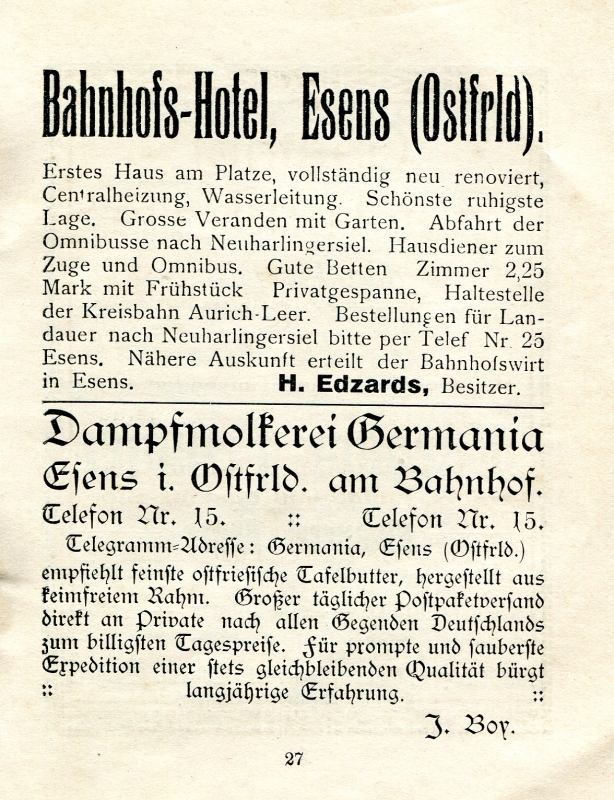 Bahnhofs-Hotel, Esens (Ostfrld).
Erstes Haus am Platze, vollständig neu renoviert,
Centralheizung, Wasserleitung. Schönste ruhigste
Lage. Grosse Veranden mit Garten. Abfahrt der
Omnibusse nach Neuharlingersiel. Hausdiener zum
Zuge und Omnibus. Gute Betten Zimmer 2,25
Mark mit Frühstück Privatgespanne, Haltestelle
der Kreisbahn Aurich-Leer. Bestellungen für Lan-
dauer nach Neuharlingersiel bitte per Telef Nr. 25
Esens. Nähere Auskunft erteilt der Bahnhofswirt
in Esens. H. Edzards, Besitzer.
Dampfmolkerei Germania
Esens i. Ostfrld. am Bahnhof.
Telefon Nr. 15. :: Telefon Nr. 15.
Telegramm-Adresse: Germania, Esens (Ostfrld.)
empfiehlt feinste ostfriesische Tafelbutter, hergestellt aus
keimfreiem Rahm. Großer täglicher Postpaketversand
direkt an Private nach allen Gegenden Deutschlands
zum billigsten Tagespreise. Für prompte und sauberste
Expedition einer stets gleichbleibenden Qualität bürgt
:: langjährige Erfahrung. ::
J. Boy.
27